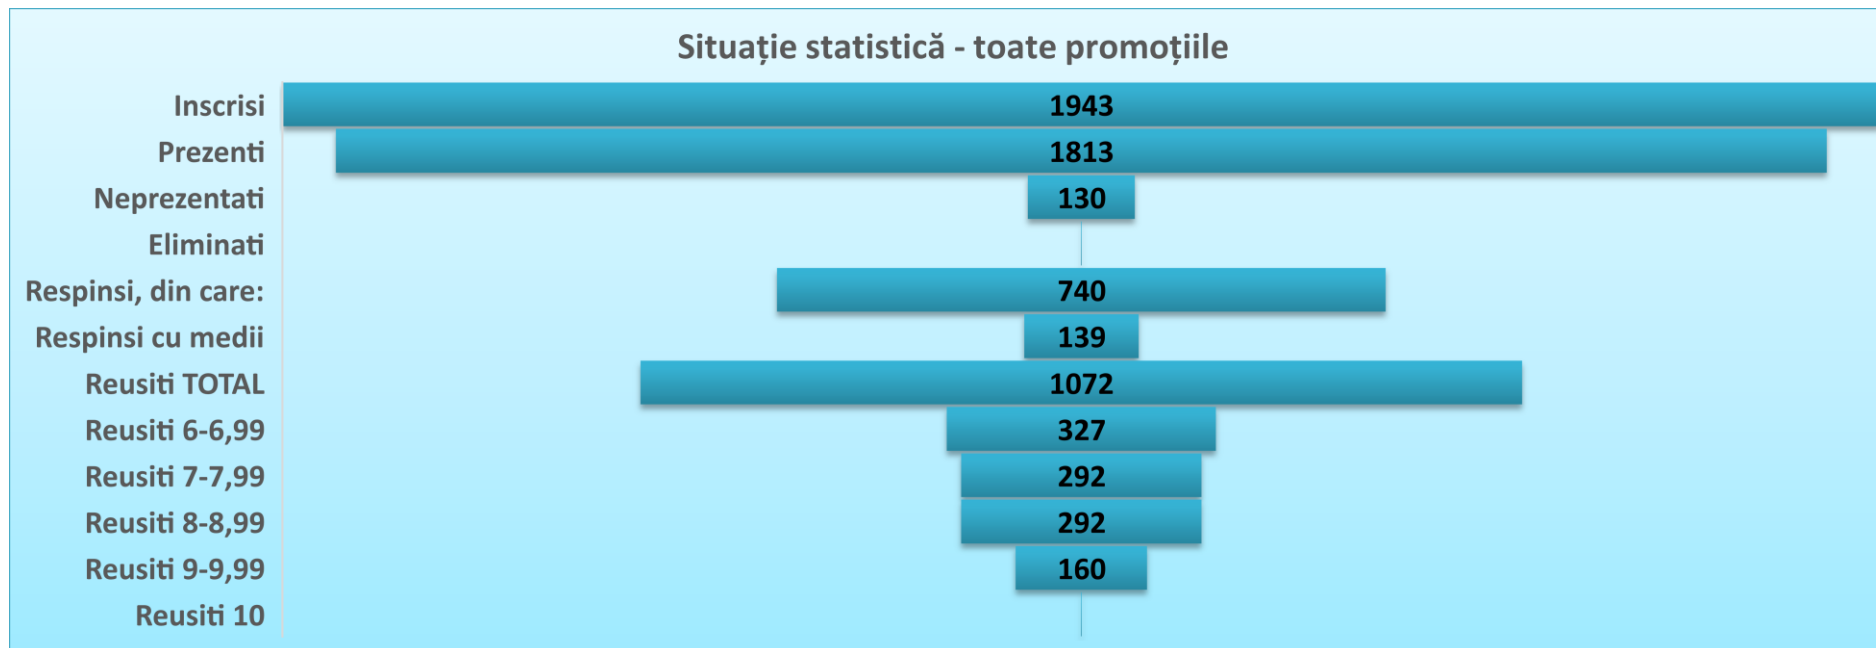 Situație statistică - toate promoțiile
Inscrisi 1943
Prezenti 1813
Neprezentati 130
Eliminati
Respinsi, din care: 740
Respinsi cu medii 139
Reusiti TOTAL 1072
Reusiti 6-6,99 327
Reusiti 7-7,99 292
Reusiti 8-8,99 292
Reusiti 9-9,99 160
Reusiti 10